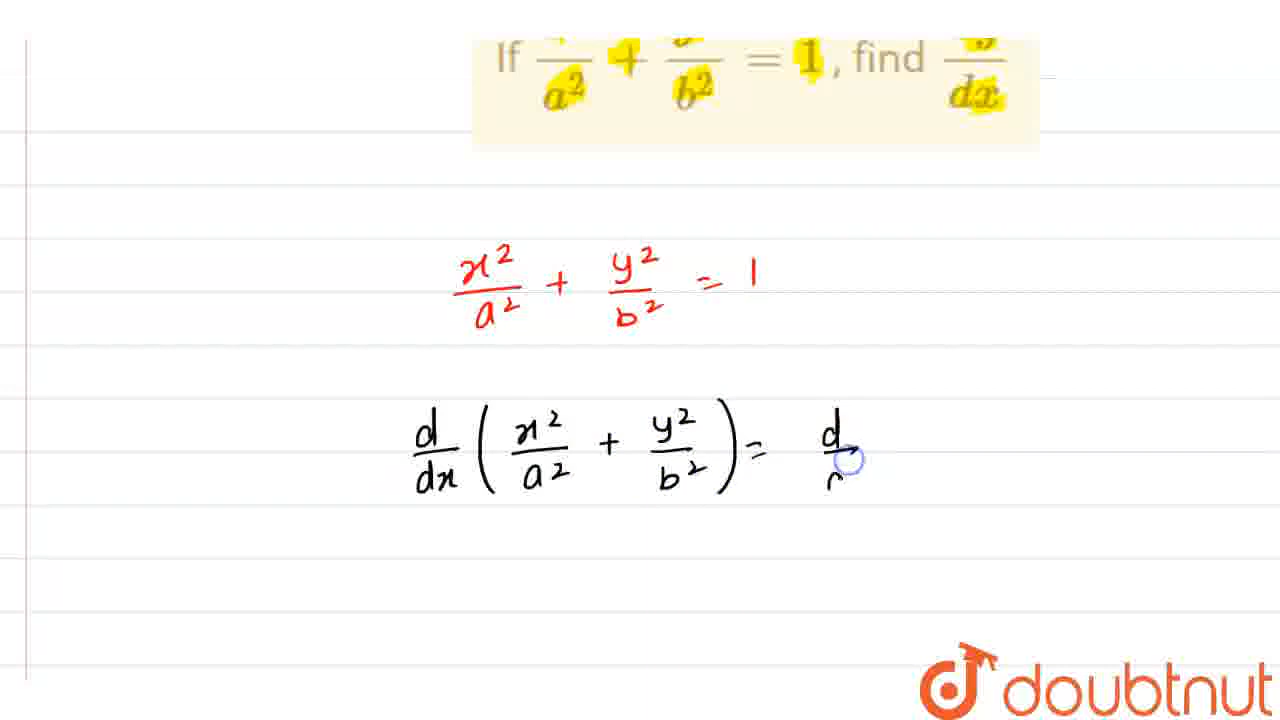 If x²/a² + y²/b² = 1, find dy/dx
x²/a² + y²/b² = 1
d/dx (x²/a² + y²/b²) = d/
doubtnut